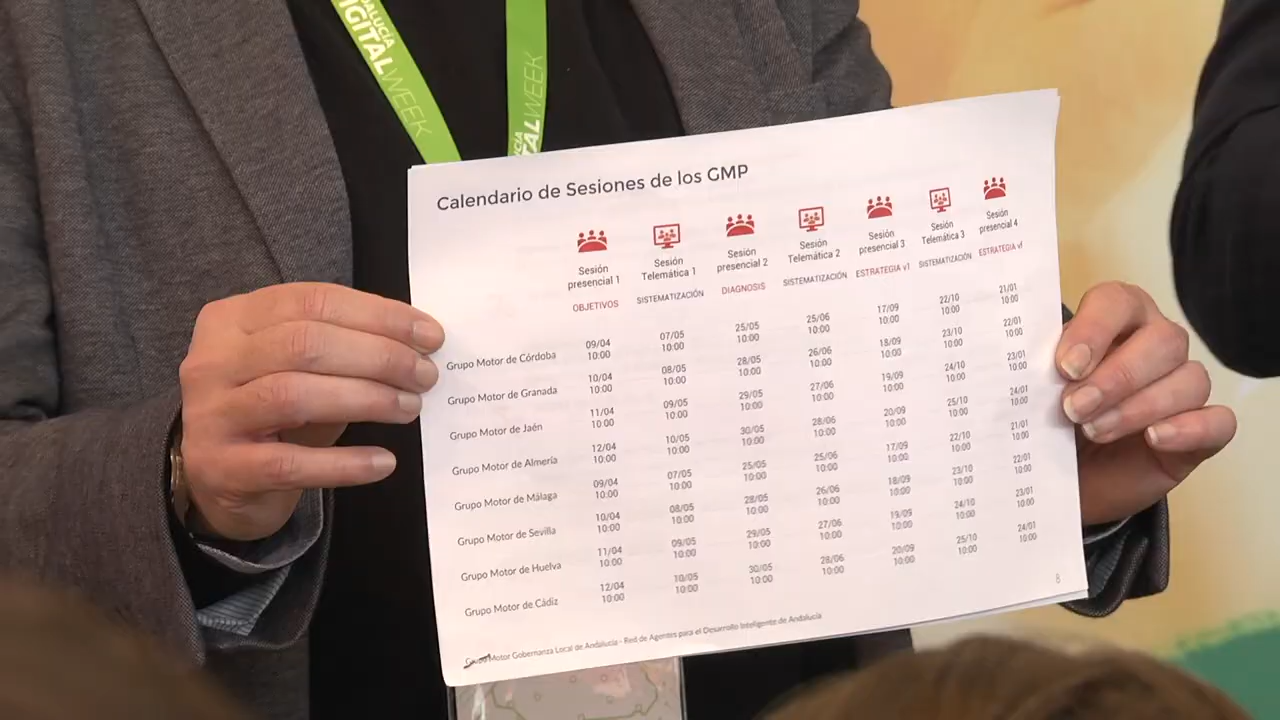 ANDALUCÍA
DIGITALWEEK
TALWEEK
Calendario de Sesiones de los GMP
Sesión presencial 1 Sesión Telemática 1 Sesión presencial 2 Sesión Telemática 2 Sesión presencial 3 Sesión Telemática 3 Sesión presencial 4
OBJETIVOS SISTEMATIZACIÓN DIAGNOSIS SISTEMATIZACIÓN ESTRATEGIA v1 SISTEMATIZACIÓN ESTRATEGIA vf
Grupo Motor de Córdoba 09/04 10:00 07/05 10:00 25/05 10:00 25/06 10:00 17/09 10:00 22/10 10:00 21/01 10:00
Grupo Motor de Granada 10/04 10:00 08/05 10:00 28/05 10:00 26/06 10:00 18/09 10:00 23/10 10:00 22/01 10:00
Grupo Motor de Jaén 11/04 10:00 09/05 10:00 29/05 10:00 27/06 10:00 19/09 10:00 24/10 10:00 23/01 10:00
Grupo Motor de Almería 12/04 10:00 10/05 10:00 30/05 10:00 28/06 10:00 20/09 10:00 25/10 10:00 24/01 10:00
Grupo Motor de Málaga 09/04 10:00 07/05 10:00 25/05 10:00 25/06 10:00 17/09 10:00 22/10 10:00 21/01 10:00
Grupo Motor de Sevilla 10/04 10:00 08/05 10:00 28/05 10:00 26/06 10:00 18/09 10:00 23/10 10:00 22/01 10:00
Grupo Motor de Huelva 11/04 10:00 09/05 10:00 29/05 10:00 27/06 10:00 19/09 10:00 24/10 10:00 23/01 10:00
Grupo Motor de Cádiz 12/04 10:00 10/05 10:00 30/05 10:00 28/06 10:00 20/09 10:00 25/10 10:00 24/01 10:00
Grupo Motor Gobernanza Local de Andalucía - Red de Agentes para el Desarrollo Inteligente de Andalucía
8